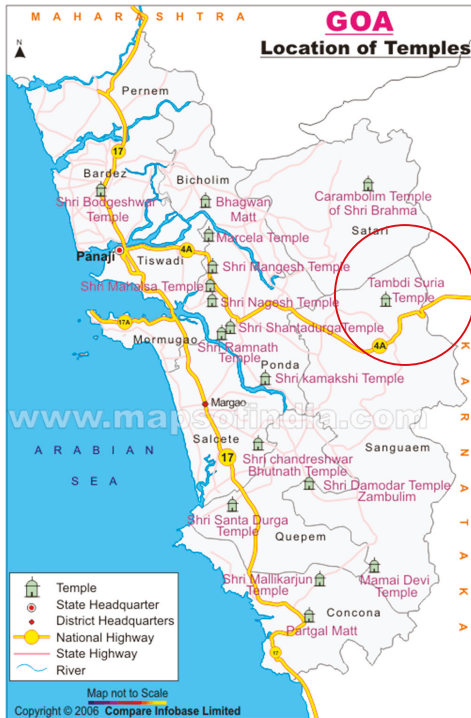 MAHARASHTRA
GOA
Location of Temples
N
Pernem
17
Bardez
Bicholim
Shri Bodgeshwar
Temple
Bhagwan
Matt
Carambolim Temple
of Shri Brahma
Satari
Marcela Temple
Panaji
Tiswadi
4A
Shri Mangesh Temple
Shri Mahalsa Temple
Tambdi Suria
Temple
Shri Nagesh Temple
17A
Mormugao
Shri Shantadurga Temple
Shri Ramnath
Temple
4A
Ponda
Shri kamakshi Temple
KARNATAKA
Margao
www.mapsofindia.com
ARABIAN
SEA
Salcete
17
Sanguaem
Shri chandreshwar
Bhutnath Temple
Shri Damodar Temple
Zambulim
Shri Santa Durga
Temple
Quepem
Shri Mallikarjun
Temple
Mamai Devi
Temple
Concona
Partgal Matt
17
Temple
State Headquarter
District Headquarters
National Highway
State Highway
River
Map not to Scale
Copyright © 2006 Compare Infobase Limited